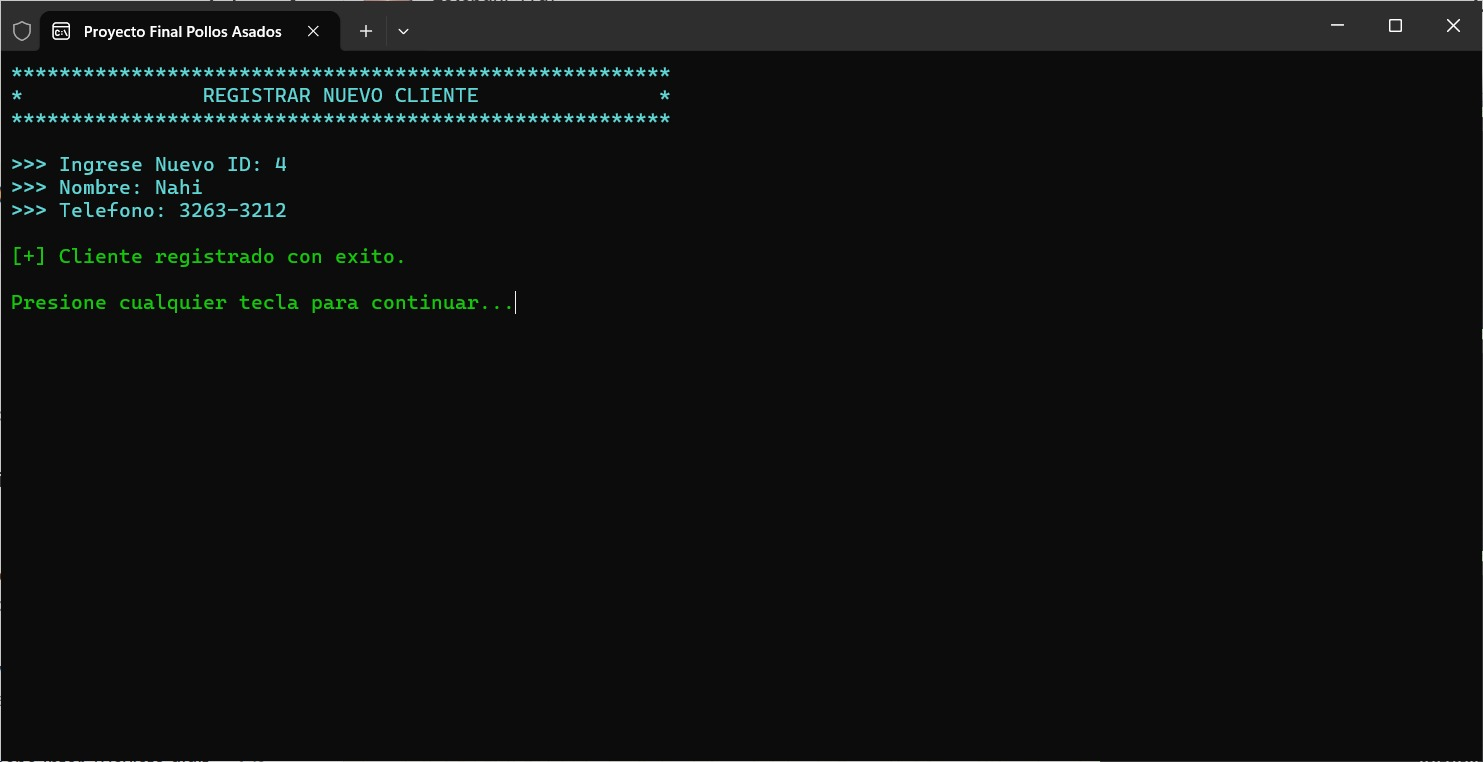 Proyecto Final Pollos Asados
*******************************************************
*               REGISTRAR NUEVO CLIENTE               *
*******************************************************
>>> Ingrese Nuevo ID: 4
>>> Nombre: Nahi
>>> Telefono: 3263-3212
[+] Cliente registrado con exito.
Presione cualquier tecla para continuar...